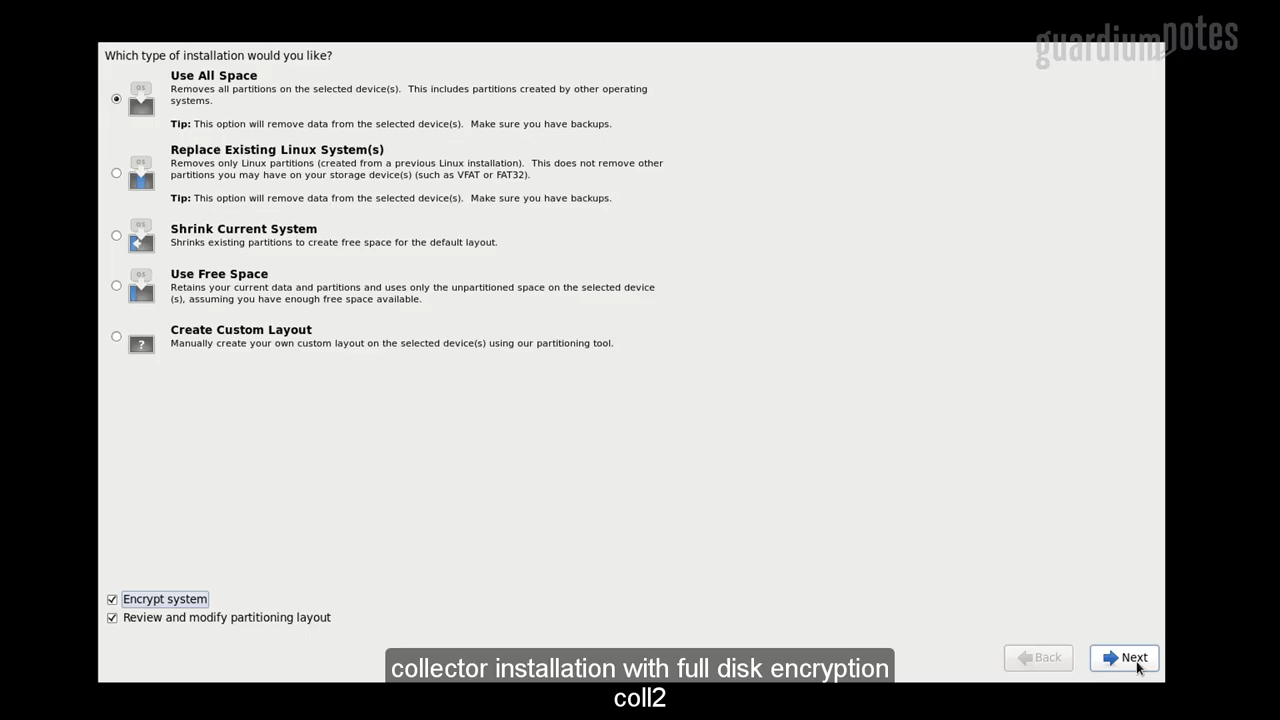 guardiumnotes
Which type of installation would you like?
Use All Space
Removes all partitions on the selected device(s).  This includes partitions created by other operating
systems.
Tip: This option will remove data from the selected device(s).  Make sure you have backups.
Replace Existing Linux System(s)
Removes only Linux partitions (created from a previous Linux installation).  This does not remove other
partitions you may have on your storage device(s) (such as VFAT or FAT32).
Tip: This option will remove data from the selected device(s).  Make sure you have backups.
Shrink Current System
Shrinks existing partitions to create free space for the default layout.
Use Free Space
Retains your current data and partitions and uses only the unpartitioned space on the selected device
(s), assuming you have enough free space available.
Create Custom Layout
?
Manually create your own custom layout on the selected device(s) using our partitioning tool.
Encrypt system
Review and modify partitioning layout
Back
Next
collector installation with full disk encryption
coll2